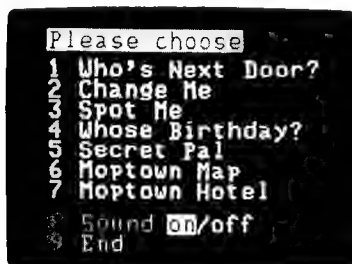 Please choose
1 Who's Next Door?
2 Change Me
3 Spot Me
4 Whose Birthday?
5 Secret Pal
6 Moptown Map
7 Moptown Hotel
8 Sound on/off
9 End